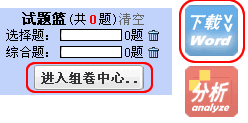 试题篮(共 0题)清空
选择题： 0题
综合题： 0题
进入组卷中心..
下载
Word
分析
analyze